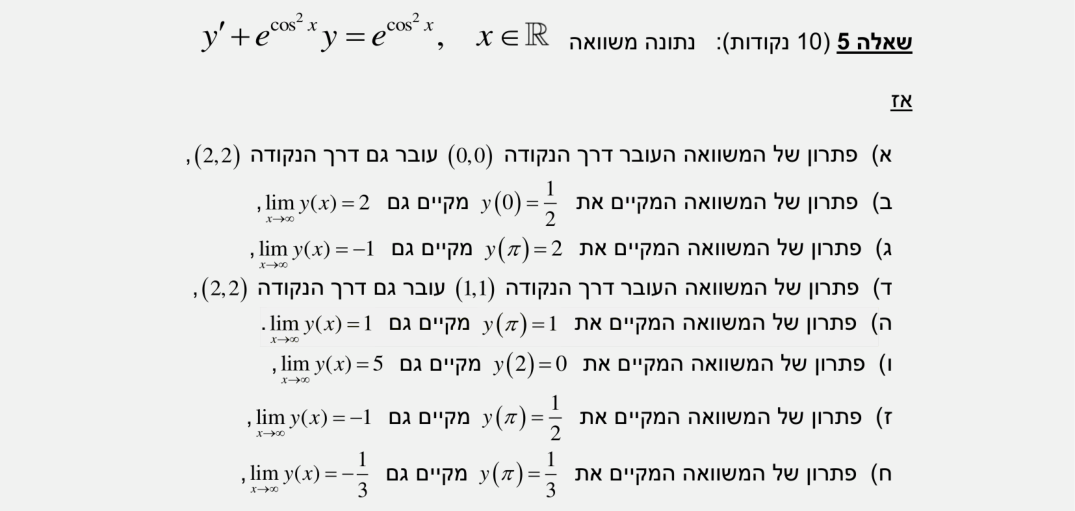 שאלה 5 (10 נקודות): נתונה משוואה $y' + e^{\cos^2 x} y = e^{\cos^2 x}, \quad x \in \mathbb{R}$
אז
א) פתרון של המשוואה העובר דרך הנקודה $(0,0)$ עובר גם דרך הנקודה $(2,2)$,
ב) פתרון של המשוואה המקיים את $y(0)=\frac{1}{2}$ מקיים גם $\lim_{x\to\infty} y(x)=2$,
ג) פתרון של המשוואה המקיים את $y(\pi)=2$ מקיים גם $\lim_{x\to\infty} y(x)=-1$,
ד) פתרון של המשוואה העובר דרך הנקודה $(1,1)$ עובר גם דרך הנקודה $(2,2)$,
ה) פתרון של המשוואה המקיים את $y(\pi)=1$ מקיים גם $\lim_{x\to\infty} y(x)=1$.
ו) פתרון של המשוואה המקיים את $y(2)=0$ מקיים גם $\lim_{x\to\infty} y(x)=5$,
ז) פתרון של המשוואה המקיים את $y(\pi)=\frac{1}{2}$ מקיים גם $\lim_{x\to\infty} y(x)=-1$,
ח) פתרון של המשוואה המקיים את $y(\pi)=\frac{1}{3}$ מקיים גם $\lim_{x\to\infty} y(x)=-\frac{1}{3}$,